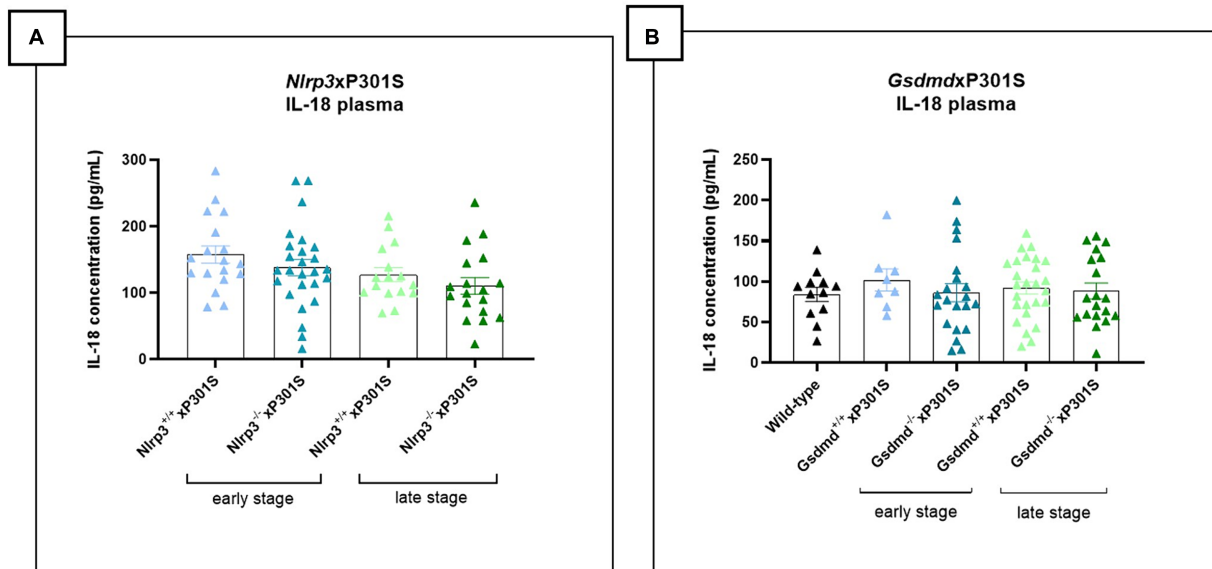 A
Nlrp3xP301S
IL-18 plasma
IL-18 concentration (pg/mL)
300
200
100
0
Nlrp3+/+xP301S
Nlrp3-/-xP301S
Nlrp3+/+xP301S
Nlrp3-/-xP301S
early stage
late stage
B
GsdmdxP301S
IL-18 plasma
IL-18 concentration (pg/mL)
250
200
150
100
50
0
Wild-type
Gsdmd+/+xP301S
Gsdmd-/-xP301S
Gsdmd+/+xP301S
Gsdmd-/-xP301S
early stage
late stage